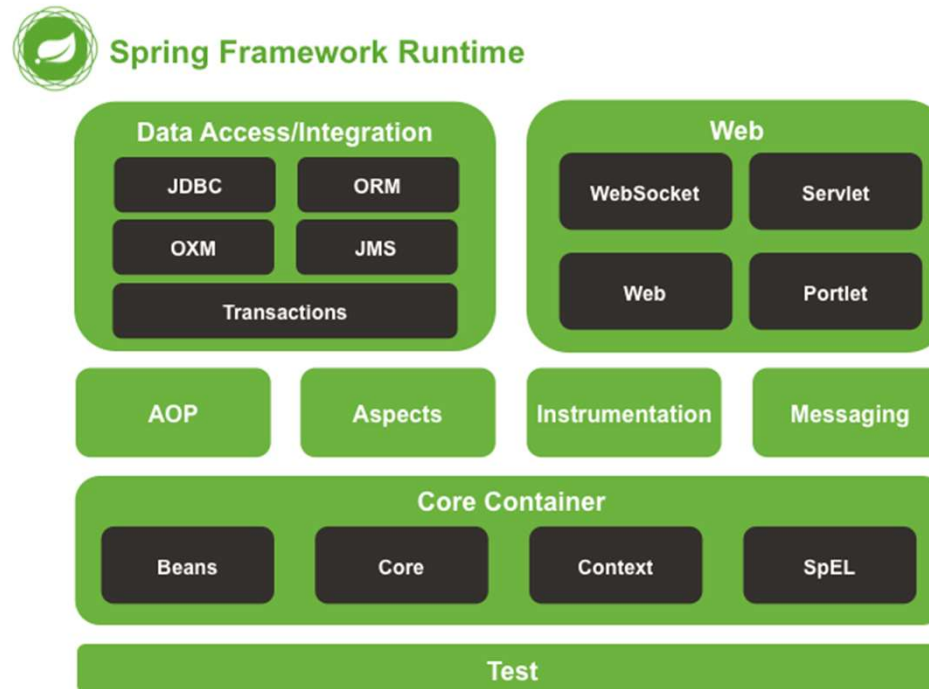 Spring Framework Runtime
Data Access/Integration
JDBC
ORM
OXM
JMS
Transactions
Web
WebSocket
Servlet
Web
Portlet
AOP
Aspects
Instrumentation
Messaging
Core Container
Beans
Core
Context
SpEL
Test